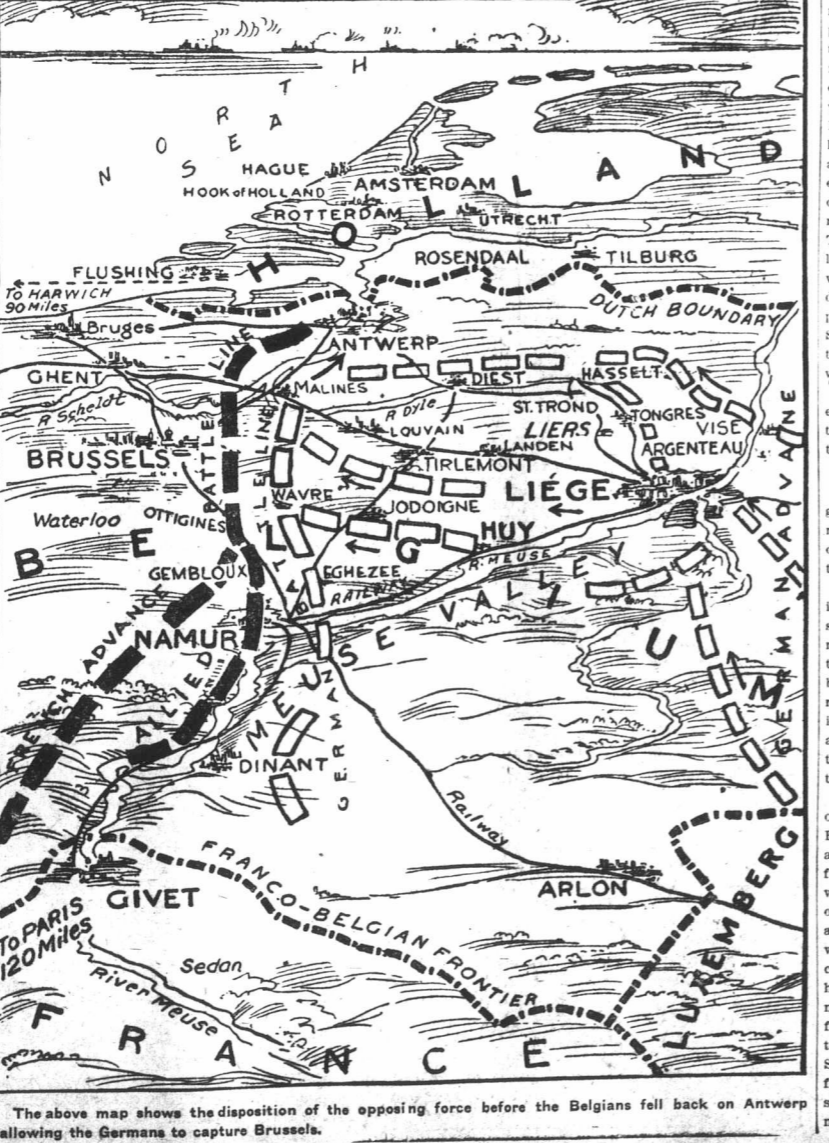 NORTH
SEA
HAGUE
HOOK of HOLLAND
AMSTERDAM
ROTTERDAM
UTRECHT
HOLLAND
FLUSHING
ROSENDAAL
TILBURG
To HARWICH
90 Miles
DUTCH BOUNDARY
Bruges
ANTWERP
GHENT
MALINES
DIEST
HASSELT
R Ssheldt
R Dyle
ST. TROND
TONGRES
VISE
LOUVAIN
LIERS
ARGENTEAU
BRUSSELS
LANDEN
TIRLEMONT
LIÉGE
WAVRE
JODOIGNE
Waterloo
OTTIGINES
HUY
BELGIUM
R. MEUSE
GEMBLOUX
EGHEZEE
RAILWAY
NAMUR
MEUSE VALLEY
FRENCH ADVANCE
ALLIED
BATTLE LINE
GERMAN
BATTLE LINE
GERMAN ADVANE
DINANT
Railway
GIVET
FRANCO-BELGIAN FRONTIER
ARLON
LUXEMBERG
To PARIS
120 Miles
Sedan
River Meuse
FRANCE
The above map shows the disposition of the opposing force before the Belgians fell back on Antwerp
allowing the Germans to capture Brussels.